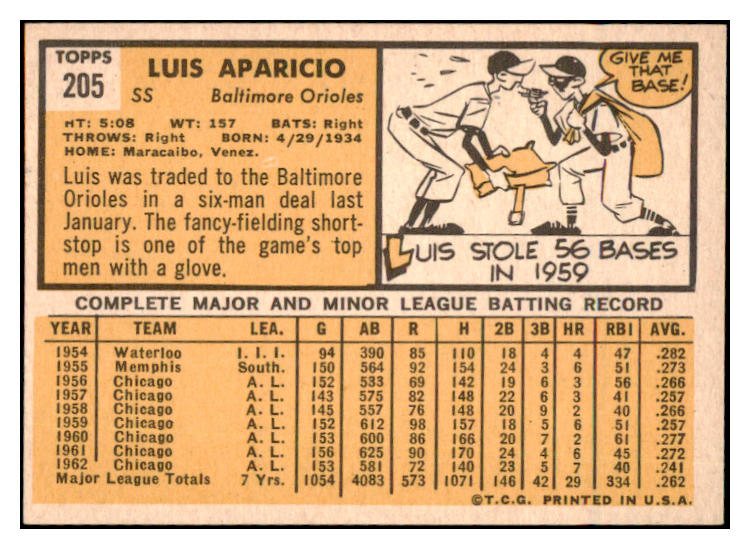 TOPPS
205
LUIS APARICIO
SS Baltimore Orioles
HT: 5:08 WT: 157 BATS: Right
THROWS: Right BORN: 4/29/1934
HOME: Maracaibo, Venez.
Luis was traded to the Baltimore
Orioles in a six-man deal last
January. The fancy-fielding short-
stop is one of the game's top
men with a glove.
GIVE ME
THAT
BASE!
LUIS STOLE 56 BASES
IN 1959
COMPLETE MAJOR AND MINOR LEAGUE BATTING RECORD
YEAR TEAM LEA. G AB R H 2B 3B HR RBI AVG.
1954 Waterloo I. I. I. 94 390 85 110 18 4 4 47 .282
1955 Memphis South. 150 564 92 154 24 3 6 51 .273
1956 Chicago A. L. 152 533 69 142 19 6 3 56 .266
1957 Chicago A. L. 143 575 82 148 22 6 3 41 .257
1958 Chicago A. L. 145 557 76 148 20 9 2 40 .266
1959 Chicago A. L. 152 612 98 157 18 5 6 51 .257
1960 Chicago A. L. 153 600 86 166 20 7 2 61 .277
1961 Chicago A. L. 156 625 90 170 24 4 6 45 .272
1962 Chicago A. L. 153 581 72 140 23 5 7 40 .241
Major League Totals 7 Yrs. 1054 4083 573 1071 146 42 29 334 .262
©T.C.G. PRINTED IN U.S.A.